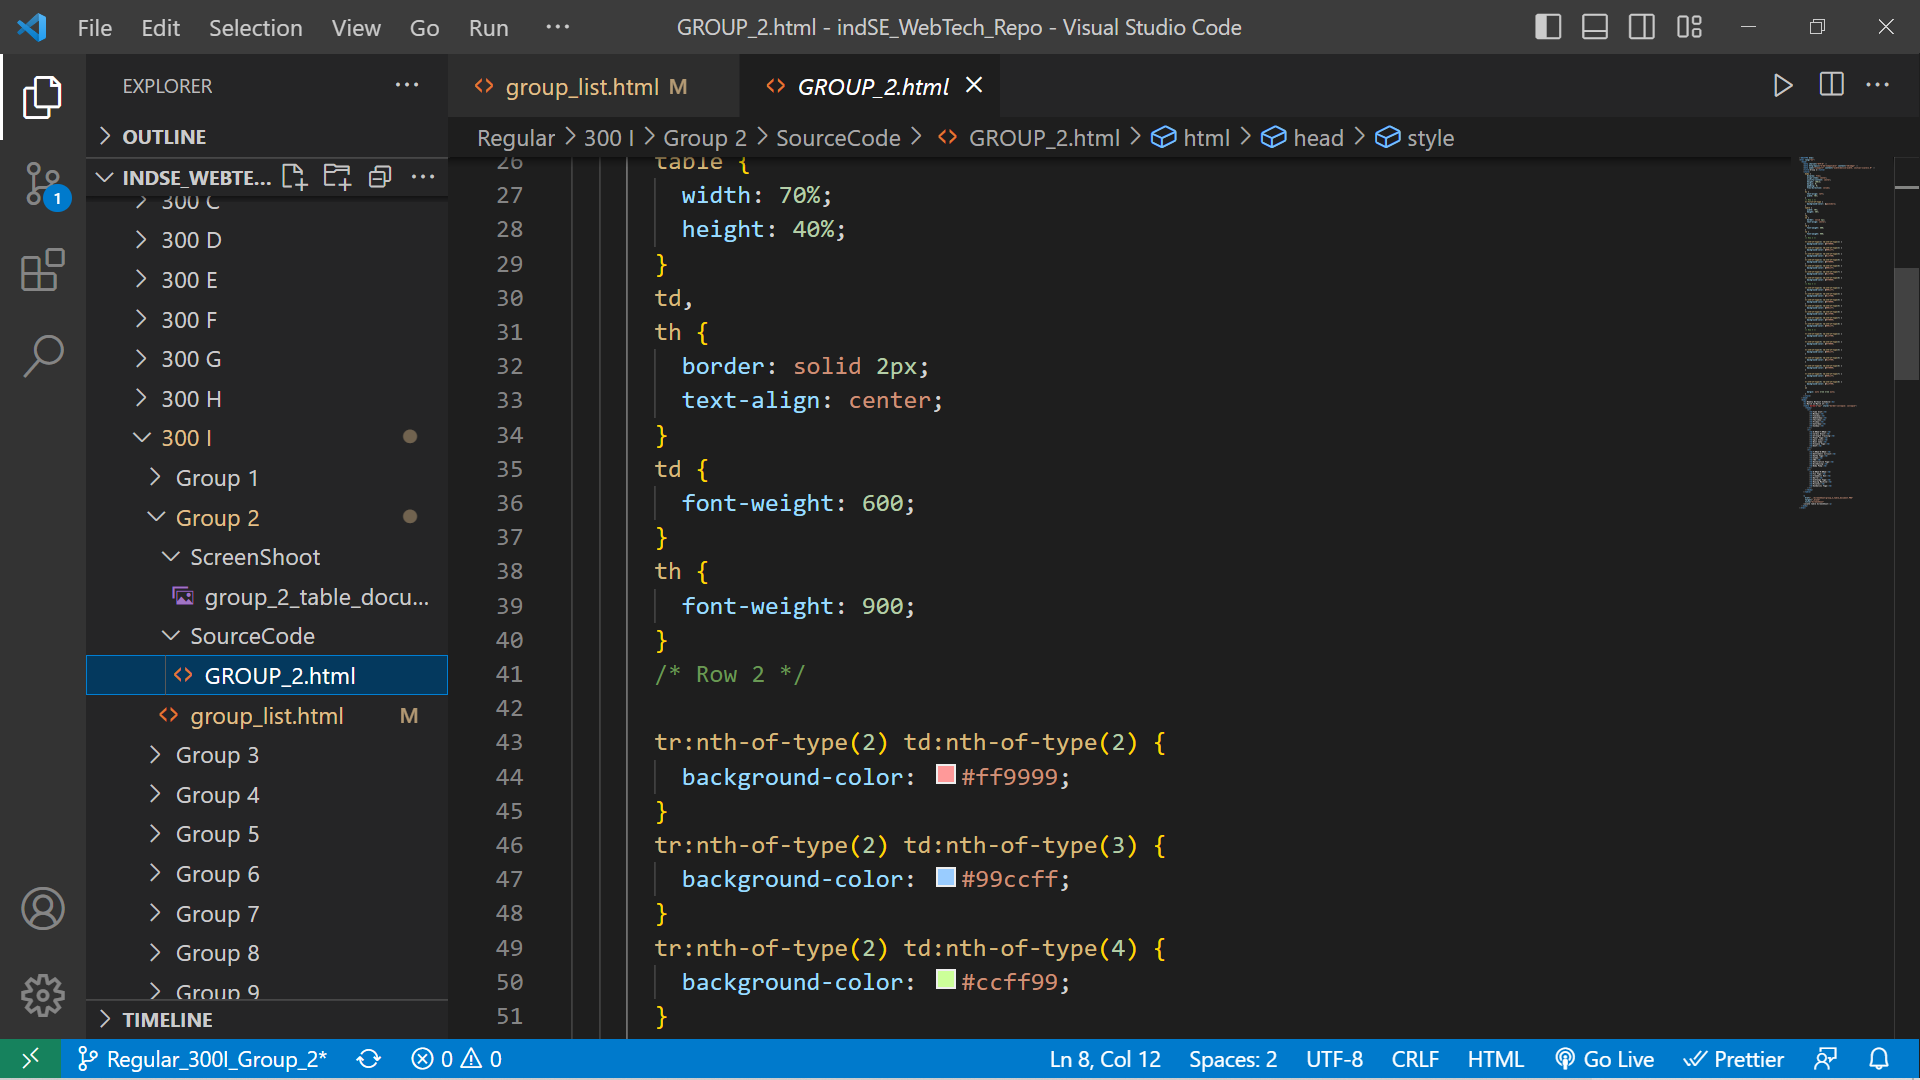 File Edit Selection View Go Run ··· GROUP_2.html - indSE_WebTech_Repo - Visual Studio Code
EXPLORER
OUTLINE
INDSE_WEBTE...
300 C
300 D
300 E
300 F
300 G
300 H
300 I
Group 1
Group 2
ScreenShoot
group_2_table_docu...
SourceCode
GROUP_2.html
group_list.html M
Group 3
Group 4
Group 5
Group 6
Group 7
Group 8
Group 9
TIMELINE
1
group_list.html M GROUP_2.html
Regular > 300 I > Group 2 > SourceCode > GROUP_2.html > html > head > style
26 table {
27 width: 70%;
28 height: 40%;
29 }
30 td,
31 th {
32 border: solid 2px;
33 text-align: center;
34 }
35 td {
36 font-weight: 600;
37 }
38 th {
39 font-weight: 900;
40 }
41 /* Row 2 */
42
43 tr:nth-of-type(2) td:nth-of-type(2) {
44 background-color: #ff9999;
45 }
46 tr:nth-of-type(2) td:nth-of-type(3) {
47 background-color: #99ccff;
48 }
49 tr:nth-of-type(2) td:nth-of-type(4) {
50 background-color: #ccff99;
51 }
Regular_300I_Group_2* 0 0 Ln 8, Col 12 Spaces: 2 UTF-8 CRLF HTML Go Live Prettier